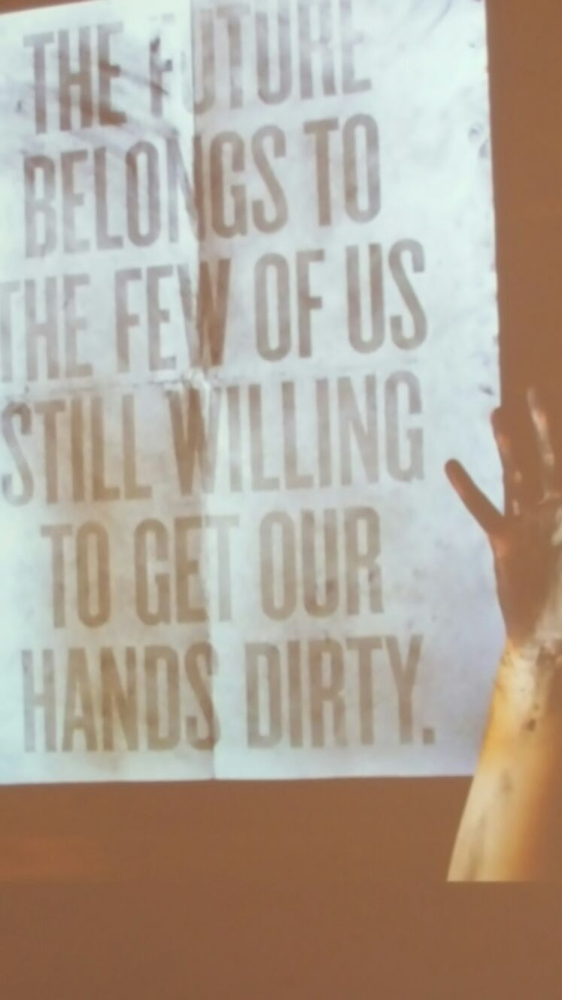 THE FUTURE
BELONGS TO
THE FEW OF US
STILL WILLING
TO GET OUR
HANDS DIRTY.